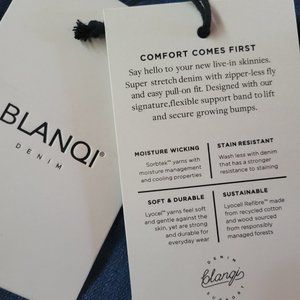 BLANQI®
DENIM
COMFORT COMES FIRST
Say hello to your new live-in skinnies.
Super stretch denim with zipper-less fly
and easy pull-on fit. Designed with our
signature,flexible support band to lift
and secure growing bumps.
MOISTURE WICKING
Sorbtek™ yarns with
moisture management
and cooling properties
STAIN RESISTANT
Wash less with denim
that has a stronger
resistance to staining
SOFT & DURABLE
Lyocel™ yarns feel soft
and gentle against the
skin, yet are strong
and durable for
everyday wear
SUSTAINABLE
Lyocell Refibre™ made
from recycled cotton
and wood sourced
from responsibly
managed forests
DENIM
blanqi
SUPPORT